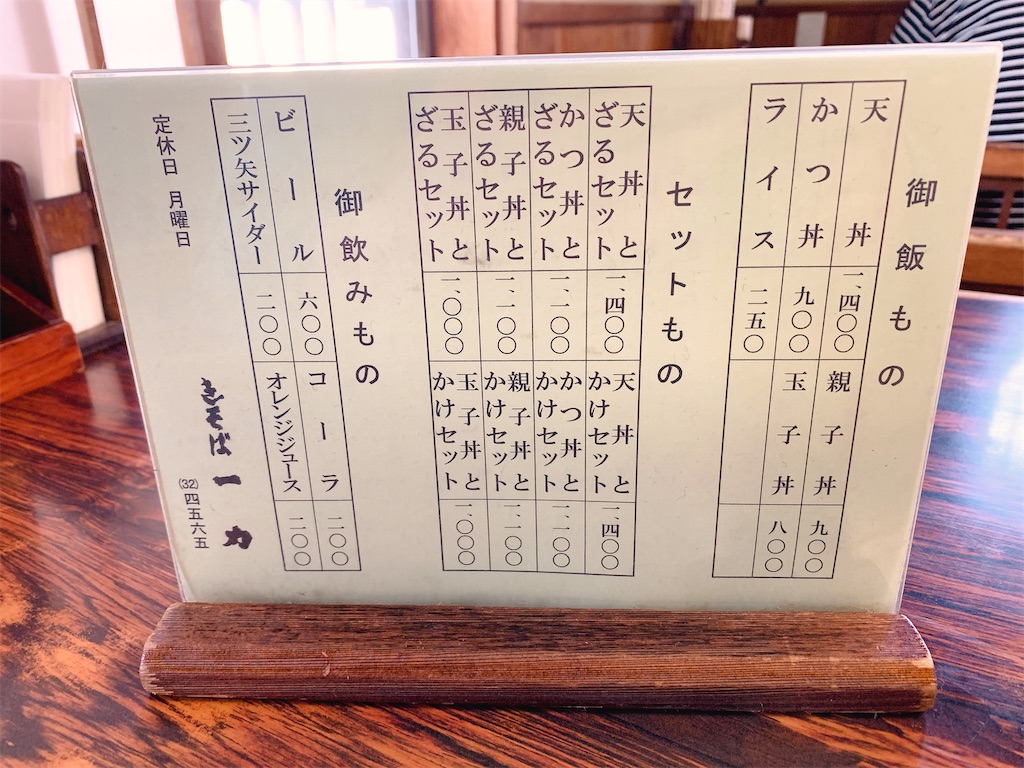 御飯もの
天丼 一、四〇〇 親子丼 九〇〇
かつ丼 九〇〇 玉子丼 八〇〇
ライス 二五〇
セットもの
天丼と
ざるセット 一、四〇〇
天丼と
かけセット 一、四〇〇
かつ丼と
ざるセット 一、一〇〇
かつ丼と
かけセット 一、一〇〇
親子丼と
ざるセット 一、一〇〇
親子丼と
かけセット 一、一〇〇
玉子丼と
ざるセット 一、〇〇〇
玉子丼と
かけセット 一、〇〇〇
御飲みもの
ビール 六〇〇 コーラ 二〇〇
三ツ矢サイダー 二〇〇 オレンジジュース 二〇〇
定休日 月曜日
きそば 一力
(32)四五六五